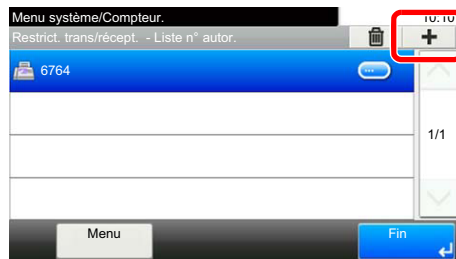 Menu système/Compteur.
10:10
Restrict. trans/récept. - Liste n° autor.
6764
1/1
Menu
Fin